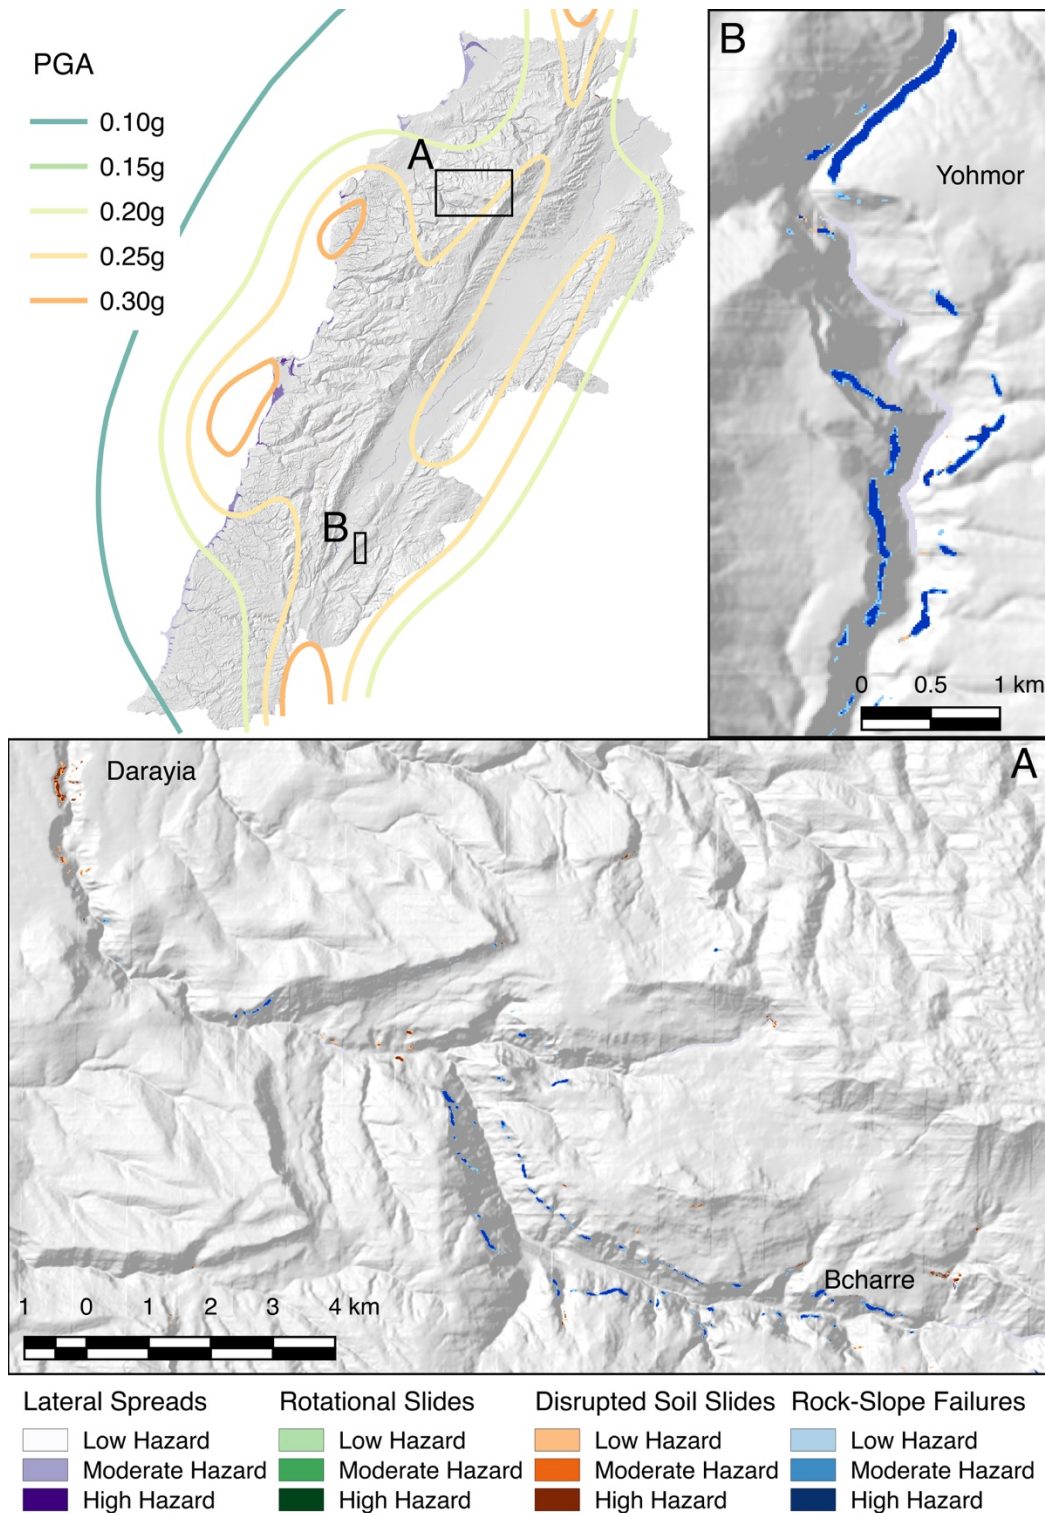 PGA
0.10g
0.15g
0.20g
0.25g
0.30g
A
B
B
Yohmor
0 0.5 1 km
A
Darayia
Bcharre
1 0 1 2 3 4 km
Lateral Spreads
Low Hazard
Moderate Hazard
High Hazard
Rotational Slides
Low Hazard
Moderate Hazard
High Hazard
Disrupted Soil Slides
Low Hazard
Moderate Hazard
High Hazard
Rock-Slope Failures
Low Hazard
Moderate Hazard
High Hazard